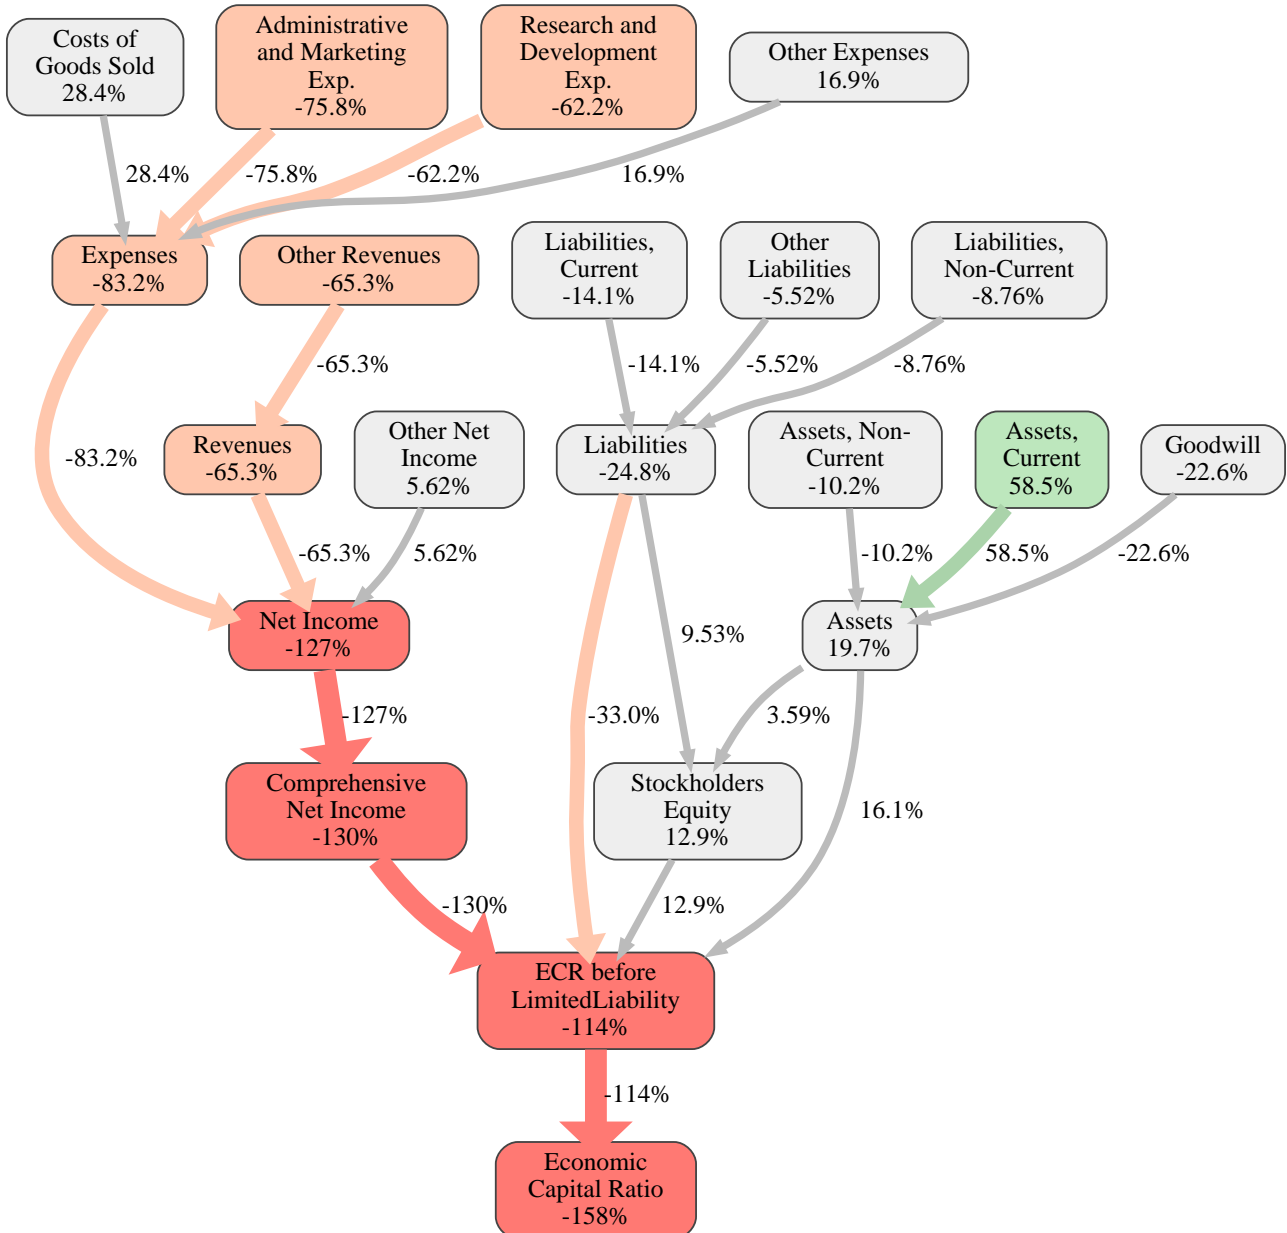 Costs of
Goods Sold
28.4%
Administrative
and Marketing
Exp.
-75.8%
Research and
Development
Exp.
-62.2%
Other Expenses
16.9%
28.4%
-75.8%
-62.2%
16.9%
Expenses
-83.2%
Other Revenues
-65.3%
Liabilities,
Current
-14.1%
Other
Liabilities
-5.52%
Liabilities,
Non-Current
-8.76%
-65.3%
-14.1%
-5.52%
-8.76%
-83.2%
Revenues
-65.3%
Other Net
Income
5.62%
Liabilities
-24.8%
Assets, Non-
Current
-10.2%
Assets,
Current
58.5%
Goodwill
-22.6%
-65.3%
5.62%
-10.2%
58.5%
-22.6%
Net Income
-127%
9.53%
Assets
19.7%
-127%
-33.0%
3.59%
Comprehensive
Net Income
-130%
Stockholders
Equity
12.9%
16.1%
-130%
12.9%
ECR before
LimitedLiability
-114%
-114%
Economic
Capital Ratio
-158%